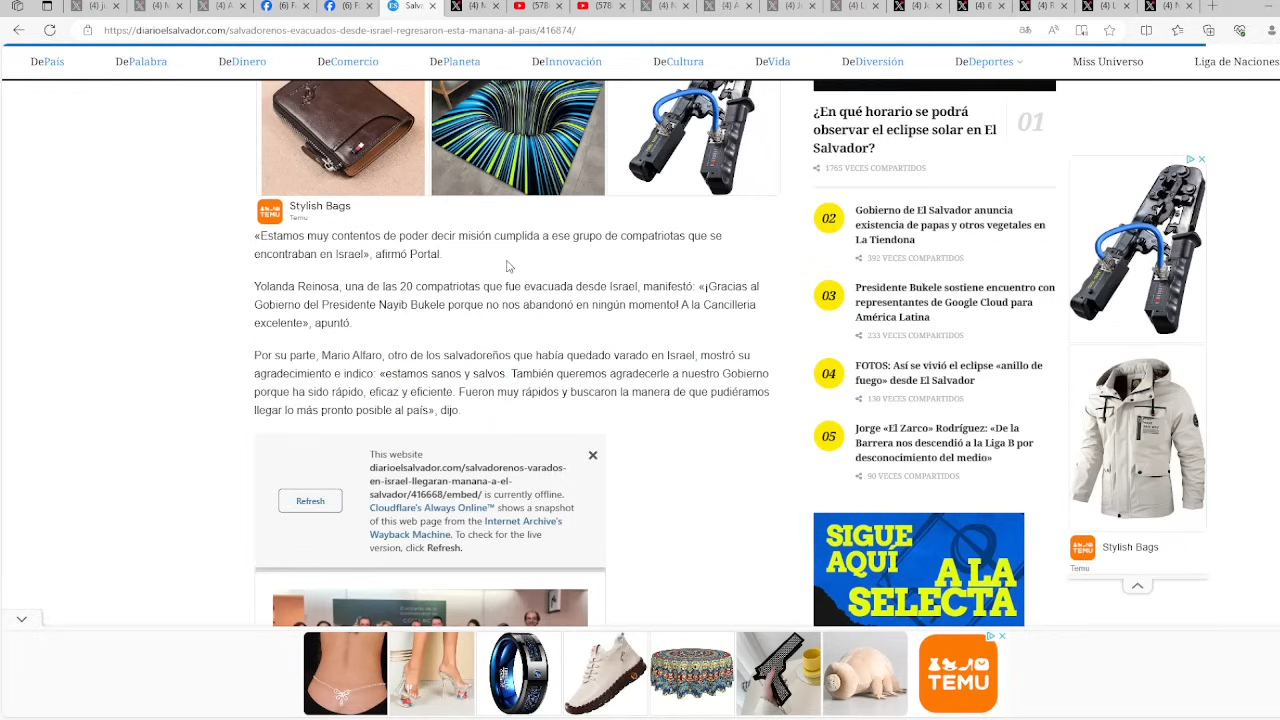 https://diarioelsalvador.com/salvadorenos-evacuados-desde-israel-regresaron-esta-manana-al-pais/416874/
DePaís DePalabra DeDinero DeComercio DePlaneta DeInnovación DeCultura DeVida DeDiversión DeDeportes Miss Universo Liga de Naciones
Stylish Bags
TEMU
Temu
«Estamos muy contentos de poder decir misión cumplida a ese grupo de compatriotas que se
encontraban en Israel», afirmó Portal.
Yolanda Reinosa, una de las 20 compatriotas que fue evacuada desde Israel, manifestó: «¡Gracias al
Gobierno del Presidente Nayib Bukele porque no nos abandonó en ningún momento! A la Cancilleria
excelente», apuntó.
Por su parte, Mario Alfaro, otro de los salvadoreños que había quedado varado en Israel, mostró su
agradecimiento e indico: «estamos sanos y salvos. También queremos agradecerle a nuestro Gobierno
porque ha sido rápido, eficaz y eficiente. Fueron muy rápidos y buscaron la manera de que pudiéramos
llegar lo más pronto posible al país», dijo.
This website
diarioelsalvador.com/salvadorenos-varados-
en-israel-llegaran-manana-a-el-
salvador/416668/embed/ is currently offline.
Cloudflare's Always Online™ shows a snapshot
of this web page from the Internet Archive's
Wayback Machine. To check for the live
version, click Refresh.
Refresh
¿En qué horario se podrá
observar el eclipse solar en El
Salvador?
01
1765 VECES COMPARTIDOS
02
Gobierno de El Salvador anuncia
existencia de papas y otros vegetales en
La Tiendona
392 VECES COMPARTIDOS
03
Presidente Bukele sostiene encuentro con
representantes de Google Cloud para
América Latina
233 VECES COMPARTIDOS
04
FOTOS: Así se vivió el eclipse «anillo de
fuego» desde El Salvador
130 VECES COMPARTIDOS
05
Jorge «El Zarco» Rodríguez: «De la
Barrera nos descendió a la Liga B por
desconocimiento del medio»
90 VECES COMPARTIDOS
SIGUE
AQUÍ
A LA
SELECTA
TEMU
Stylish Bags
Temu
TEMU